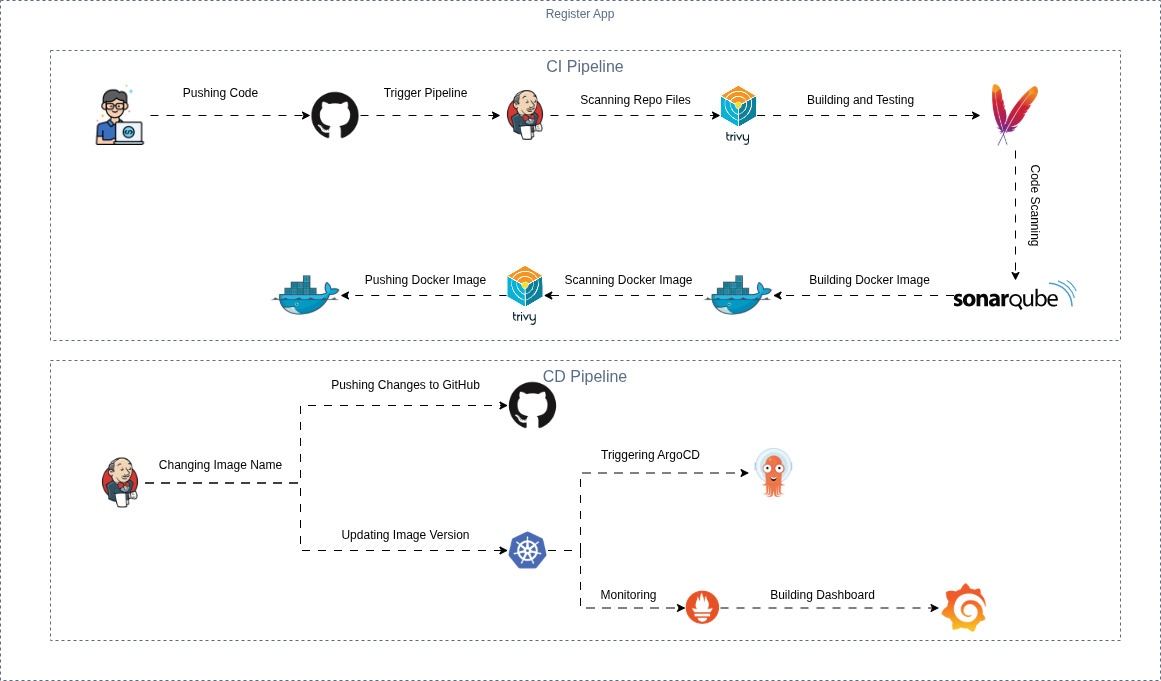 Register App
CI Pipeline
Pushing Code
Trigger Pipeline
Scanning Repo Files
Building and Testing
trivy
Code Scanning
Pushing Docker Image
Scanning Docker Image
Building Docker Image
sonarqube
trivy
CD Pipeline
Pushing Changes to GitHub
Changing Image Name
Triggering ArgoCD
Updating Image Version
Monitoring
Building Dashboard